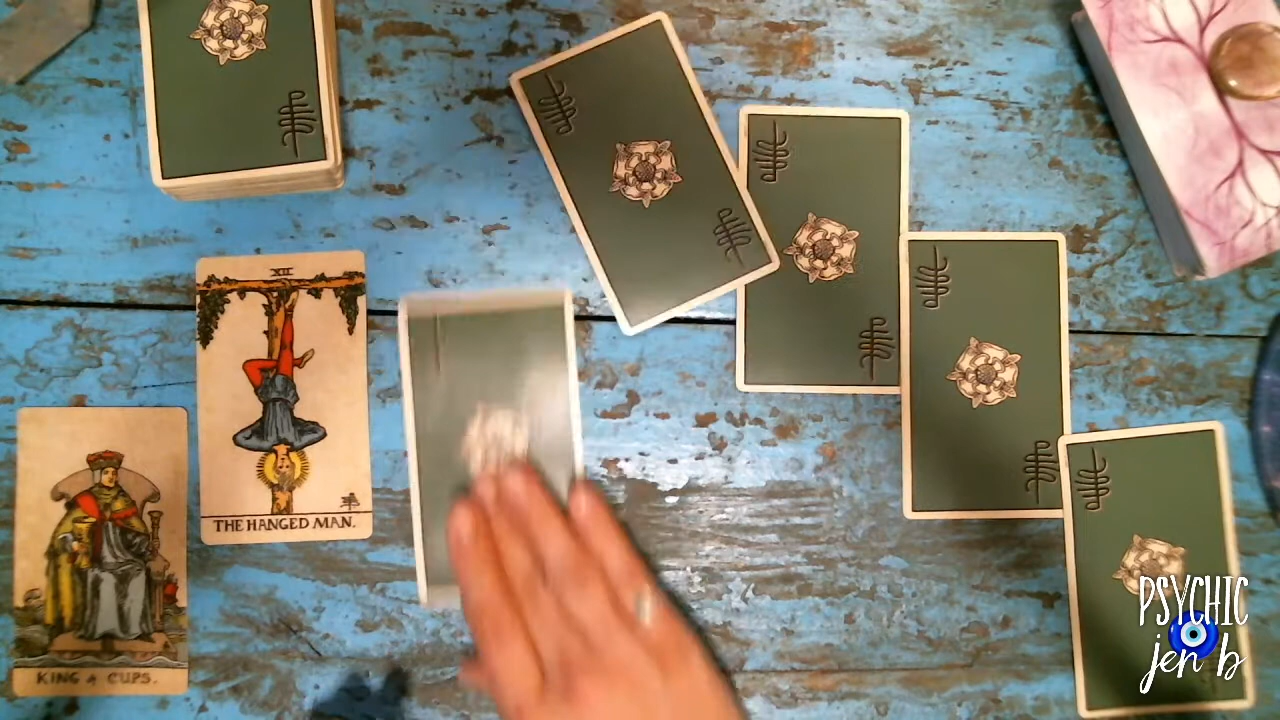 XII
THE HANGED MAN.
KING of CUPS.
PSYCHIC
jen b